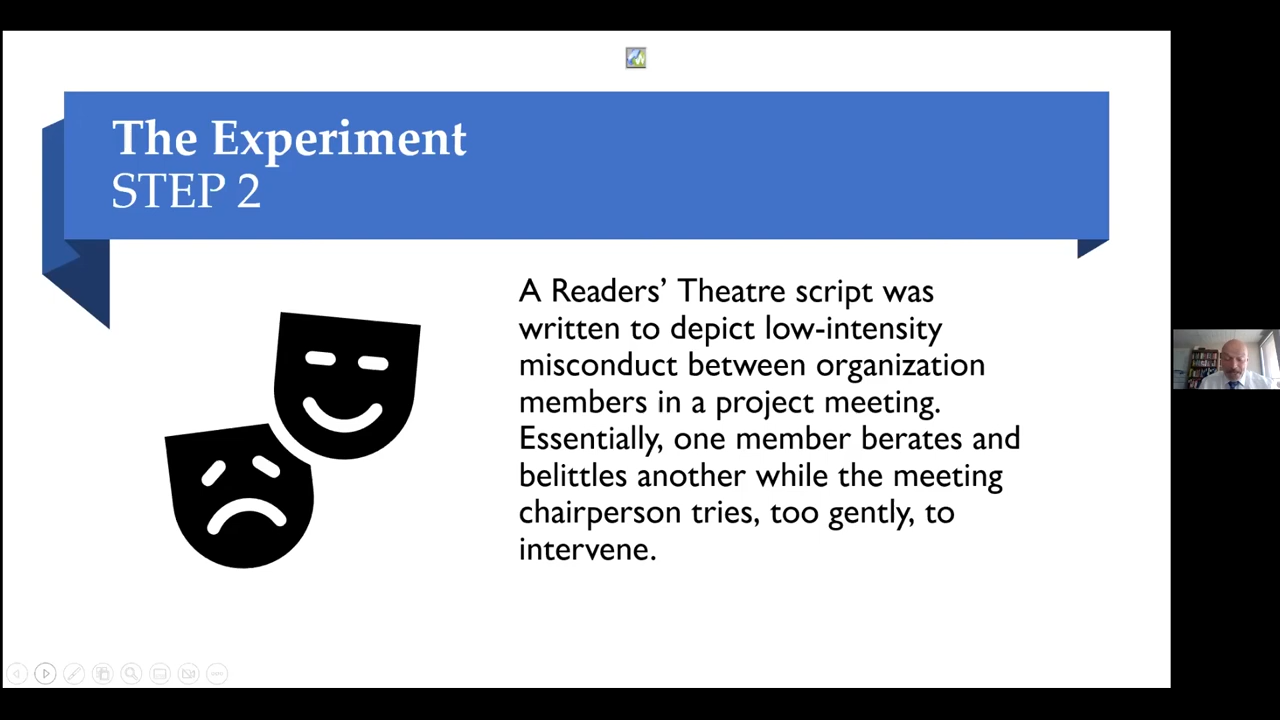 The Experiment
STEP 2
A Readers’ Theatre script was
written to depict low-intensity
misconduct between organization
members in a project meeting.
Essentially, one member berates and
belittles another while the meeting
chairperson tries, too gently, to
intervene.